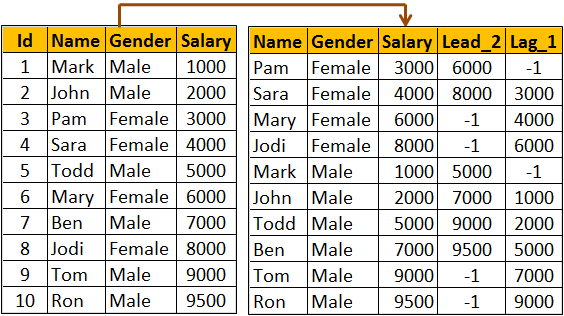 Id Name Gender Salary
1 Mark Male 1000
2 John Male 2000
3 Pam Female 3000
4 Sara Female 4000
5 Todd Male 5000
6 Mary Female 6000
7 Ben Male 7000
8 Jodi Female 8000
9 Tom Male 9000
10 Ron Male 9500
Name Gender Salary Lead_2 Lag_1
Pam Female 3000 6000 -1
Sara Female 4000 8000 3000
Mary Female 6000 -1 4000
Jodi Female 8000 -1 6000
Mark Male 1000 5000 -1
John Male 2000 7000 1000
Todd Male 5000 9000 2000
Ben Male 7000 9500 5000
Tom Male 9000 -1 7000
Ron Male 9500 -1 9000